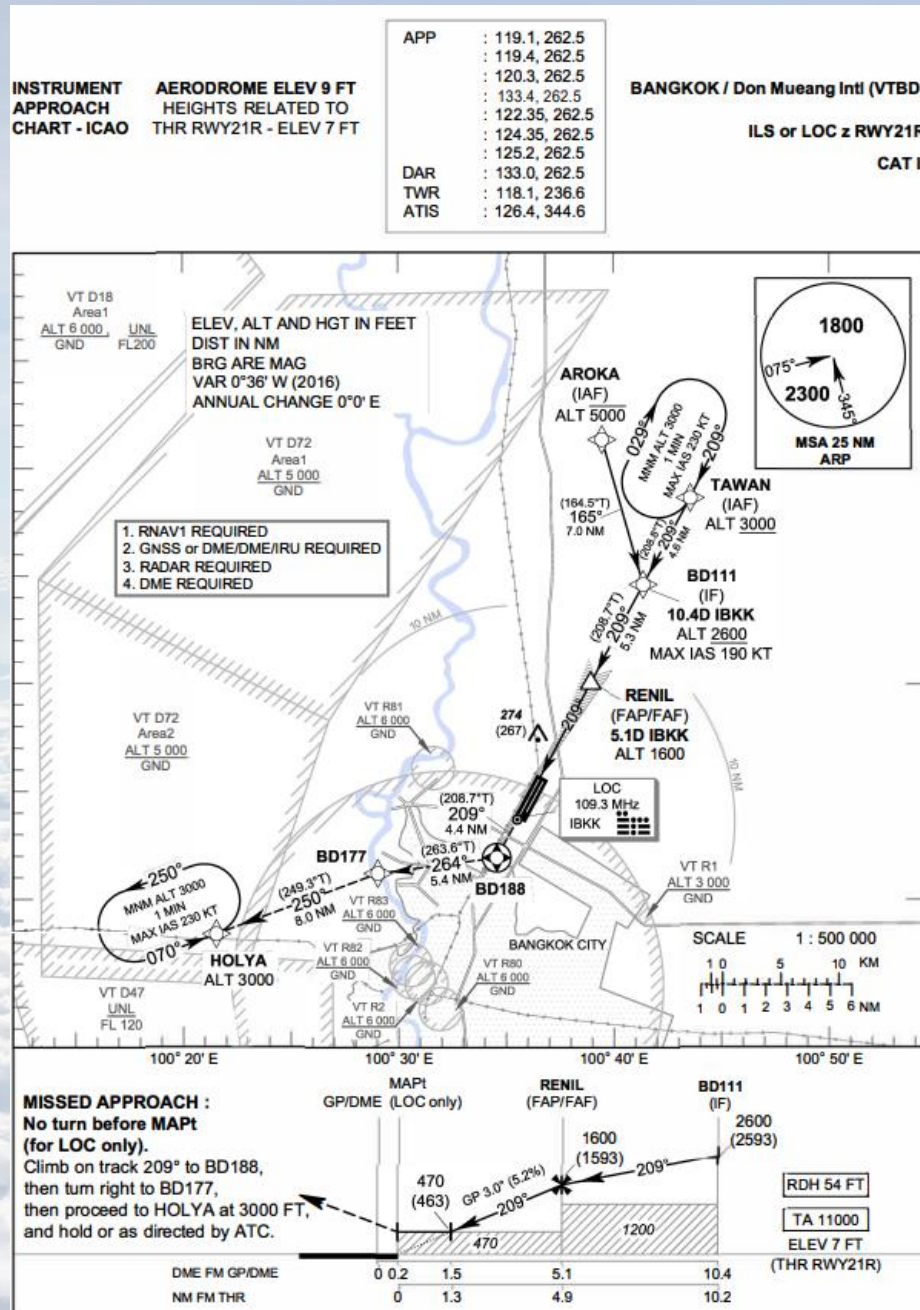 INSTRUMENT
APPROACH
CHART - ICAO
AERODROME ELEV 9 FT
HEIGHTS RELATED TO
THR RWY21R - ELEV 7 FT
APP : 119.1, 262.5
: 119.4, 262.5
: 120.3, 262.5
: 133.4, 262.5
: 122.35, 262.5
: 124.35, 262.5
: 125.2, 262.5
DAR : 133.0, 262.5
TWR : 118.1, 236.6
ATIS : 126.4, 344.6
BANGKOK / Don Mueang Intl (VTBD
ILS or LOC z RWY21R
CAT I
VT D18
Area1
ALT 6 000 UNL
GND FL200
ELEV, ALT AND HGT IN FEET
DIST IN NM
BRG ARE MAG
VAR 0°36' W (2016)
ANNUAL CHANGE 0°0' E
VT D72
Area1
ALT 5 000
GND
1. RNAV1 REQUIRED
2. GNSS or DME/DME/IRU REQUIRED
3. RADAR REQUIRED
4. DME REQUIRED
1800
075°
2300
345°
MSA 25 NM
ARP
AROKA
(IAF)
ALT 5000
029°
MNM ALT 3000
1 MIN
MAX IAS 230 KT
209°
TAWAN
(IAF)
ALT 3000
(164.5°T)
165°
7.0 NM
(208.8°T)
209°
4.6 NM
BD111
(IF)
10.4D IBKK
ALT 2600
MAX IAS 190 KT
(208.7°T)
209°
5.3 NM
10 NM
RENIL
(FAP/FAF)
5.1D IBKK
ALT 1600
209°
274
(267)
VT R81
ALT 6 000
GND
VT D72
Area2
ALT 5 000
GND
10 NM
LOC
109.3 MHz
IBKK
(208.7°T)
209°
4.4 NM
(263.6°T)
264°
5.4 NM
BD177
BD188
VT R1
ALT 3 000
GND
250°
MNM ALT 3000
1 MIN
MAX IAS 230 KT
070°
(249.3°T)
250°
8.0 NM
HOLYA
ALT 3000
VT R83
ALT 6 000
GND
VT R82
ALT 6 000
GND
VT R2
ALT 6 000
GND
VT R80
ALT 6 000
GND
BANGKOK CITY
VT D47
UNL
FL 120
SCALE 1 : 500 000
1 0 5 10 KM
1 0 1 2 3 4 5 6 NM
100° 20' E 100° 30' E 100° 40' E 100° 50' E
MISSED APPROACH :
No turn before MAPt
(for LOC only).
Climb on track 209° to BD188,
then turn right to BD177,
then proceed to HOLYA at 3000 FT,
and hold or as directed by ATC.
MAPt
GP/DME (LOC only)
RENIL
(FAP/FAF)
BD111
(IF)
2600
(2593)
1600
(1593)
209°
470
(463)
GP 3.0° (5.2%)
209°
470
1200
RDH 54 FT
TA 11000
ELEV 7 FT
(THR RWY21R)
DME FM GP/DME 0 0.2 1.5 5.1 10.4
NM FM THR 0 1.3 4.9 10.2